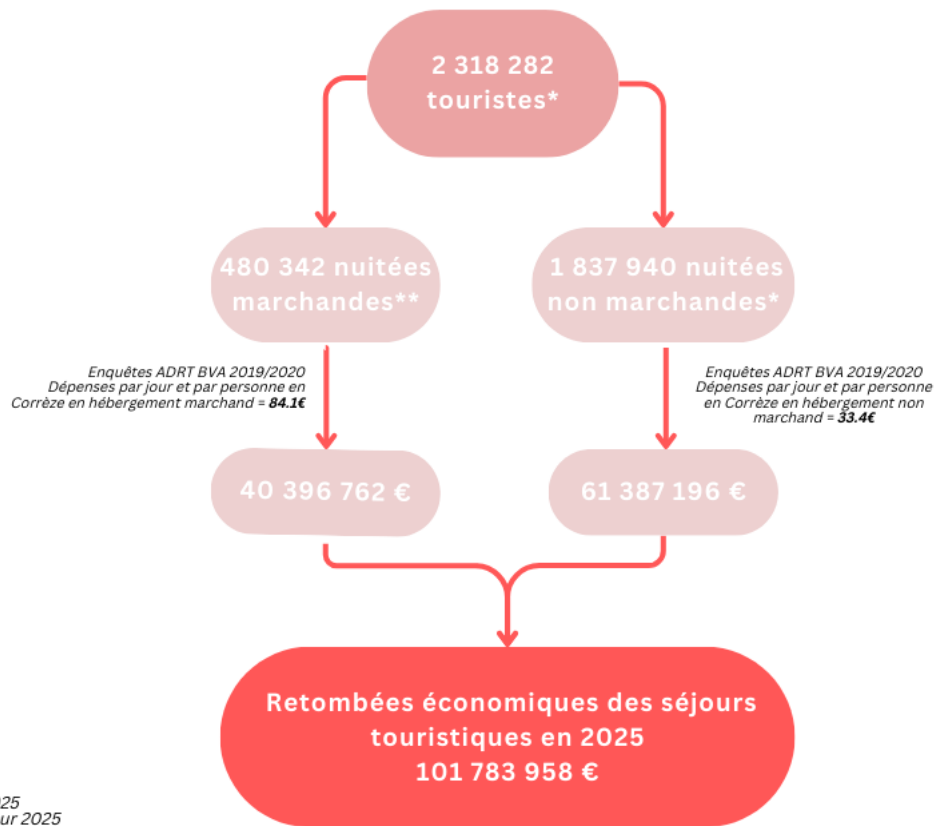 2 318 282
touristes*
480 342 nuitées
marchandes**
1 837 940 nuitées
non marchandes*
Enquêtes ADRT BVA 2019/2020
Dépenses par jour et par personne en
Corrèze en hébergement marchand = 84.1€
Enquêtes ADRT BVA 2019/2020
Dépenses par jour et par personne
en Corrèze en hébergement non
marchand = 33.4€
40 396 762 €
61 387 196 €
Retombées économiques des séjours
touristiques en 2025
101 783 958 €
25
ur 2025